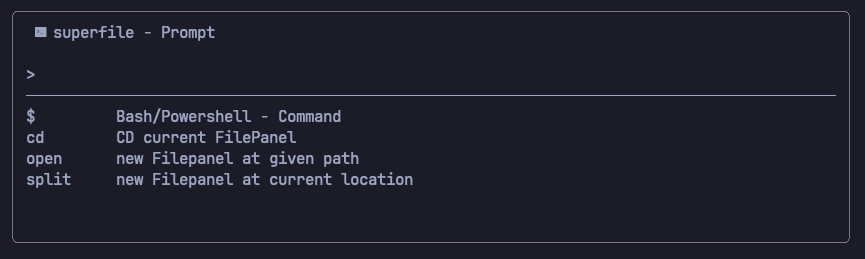 superfile - Prompt
>
$ Bash/Powershell - Command
cd CD current FilePanel
open new Filepanel at given path
split new Filepanel at current location